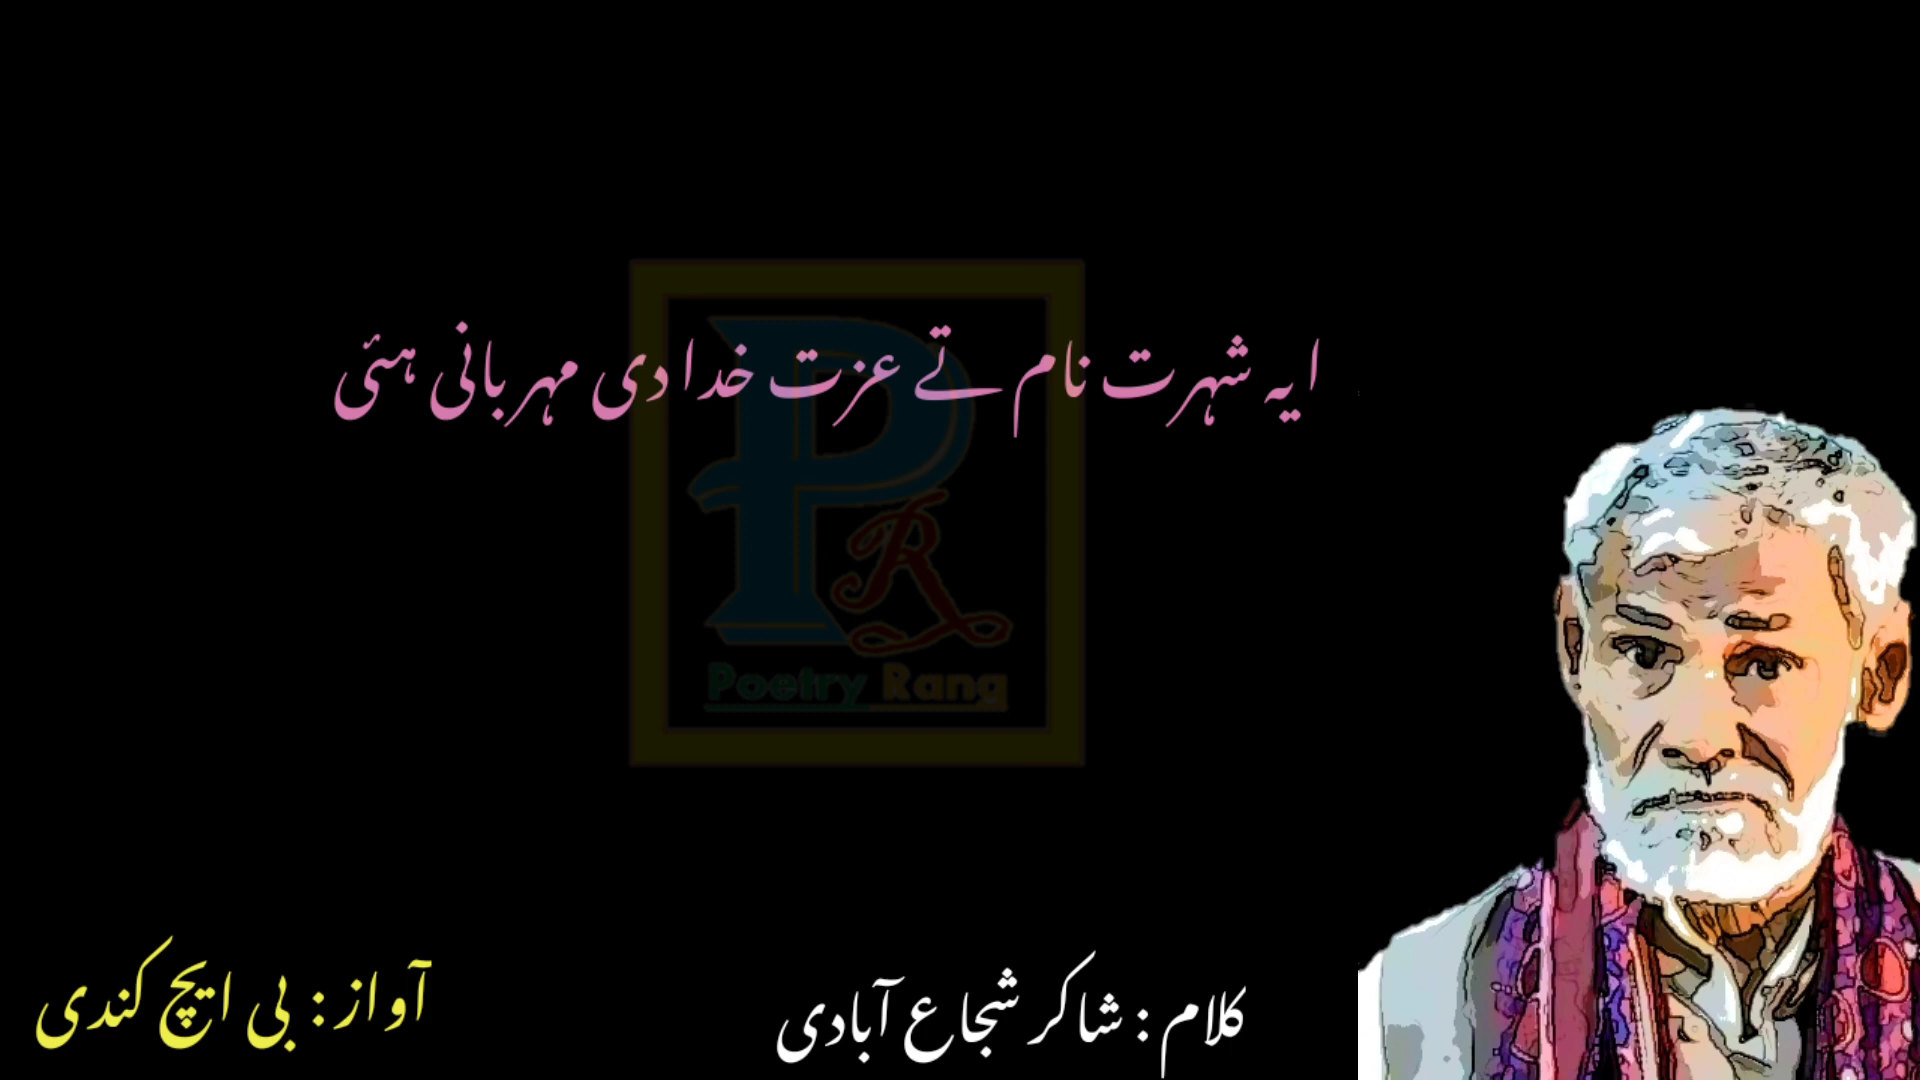 ایہ شہرت نام تے عزت خدا دی مہربانی ہئی
Poetry Rang
کلام : شاکر شجاع آبادی
آواز: بی ایچ کندی